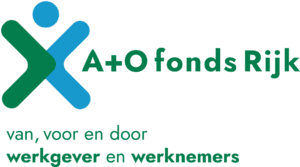 A+O fonds Rijk
van, voor en door
werkgever en werknemers